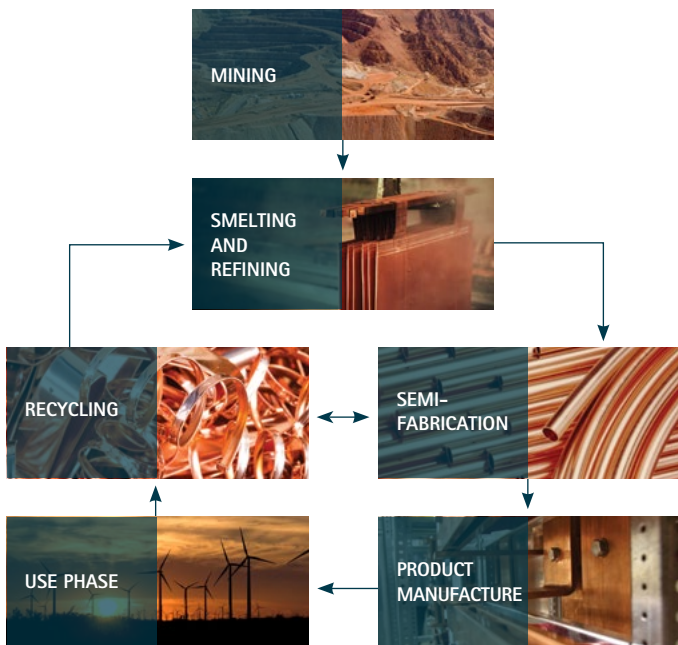 MINING
SMELTING
AND
REFINING
RECYCLING
SEMI-
FABRICATION
USE PHASE
PRODUCT
MANUFACTURE